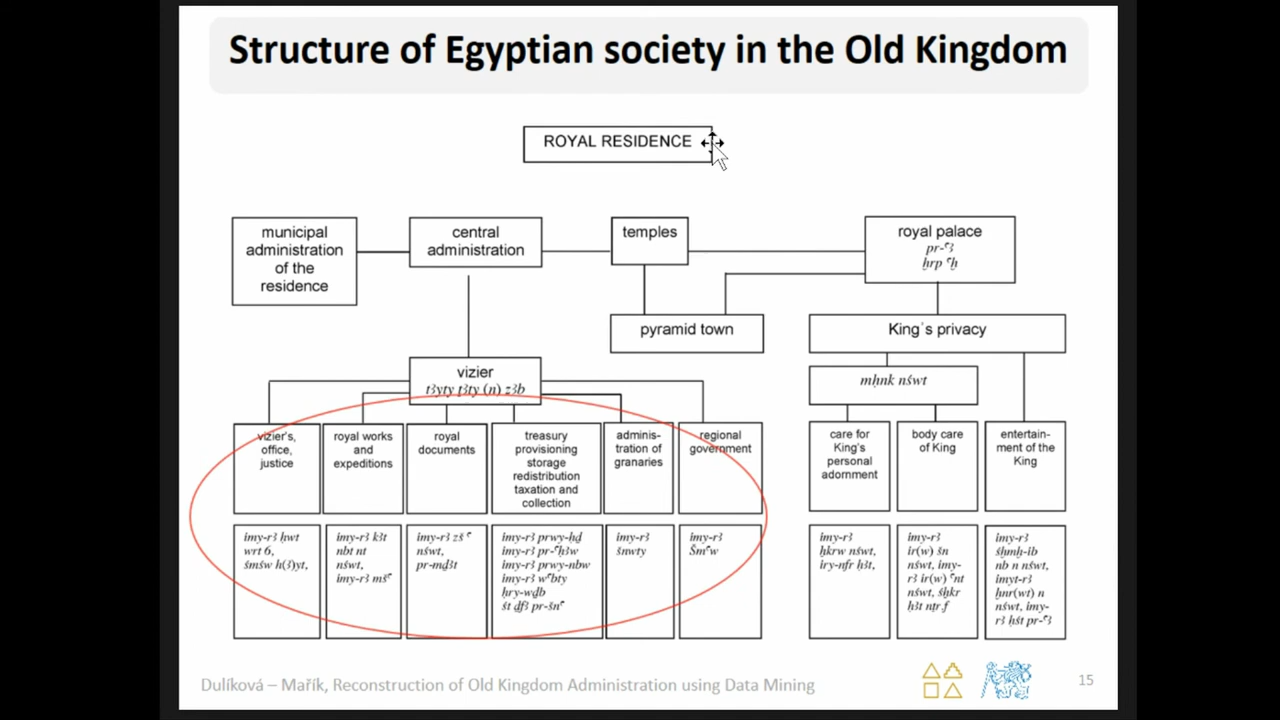 Structure of Egyptian society in the Old Kingdom
ROYAL RESIDENCE
municipal
administration
of the
residence
central
administration
temples
royal palace
pr-ꜥꜣ
ḫrp ꜥḥ
pyramid town
King´s privacy
vizier
tꜣyty tꜣty (n) zꜣb
mḥnk nśwt
vizier's,
office,
justice
royal works
and
expeditions
royal
documents
treasury
provisioning
storage
redistribution
taxation and
collection
adminis-
tration of
granaries
regional
government
care for
King's
personal
adornment
body care
of King
entertain-
ment of the
King
imy-rꜣ ḥwt
wrt 6,
śmśw h(ꜣ)yt,
imy-rꜣ kꜣt
nbt nt
nśwt,
imy-rꜣ mšꜥ
imy-rꜣ zš ꜥ
nśwt,
pr-mḏꜣt
imy-rꜣ prwy-ḥḏ
imy-rꜣ pr-ꜥḥꜣw
imy-rꜣ prwy-nbw
imy-rꜣ wꜥbty
ḥry-wḏb
śt ḏfꜣ pr-šnꜥ
imy-rꜣ
šnwty
imy-rꜣ
Šmꜥw
imy-rꜣ
ḥkrw nśwt,
iry-nfr ḥꜣt,
imy-rꜣ
ir(w) šn
nśwt, imy-
rꜣ ir(w) ꜥnt
nśwt, śḥkr
ḥꜣt nṯr.f
imy-rꜣ
śḫmḫ-ib
nb n nśwt,
imyt-rꜣ
ḫnr(wt) n
nśwt, imy-
rꜣ ḥśt pr-ꜥꜣ
Dulíková – Mařík, Reconstruction of Old Kingdom Administration using Data Mining
15